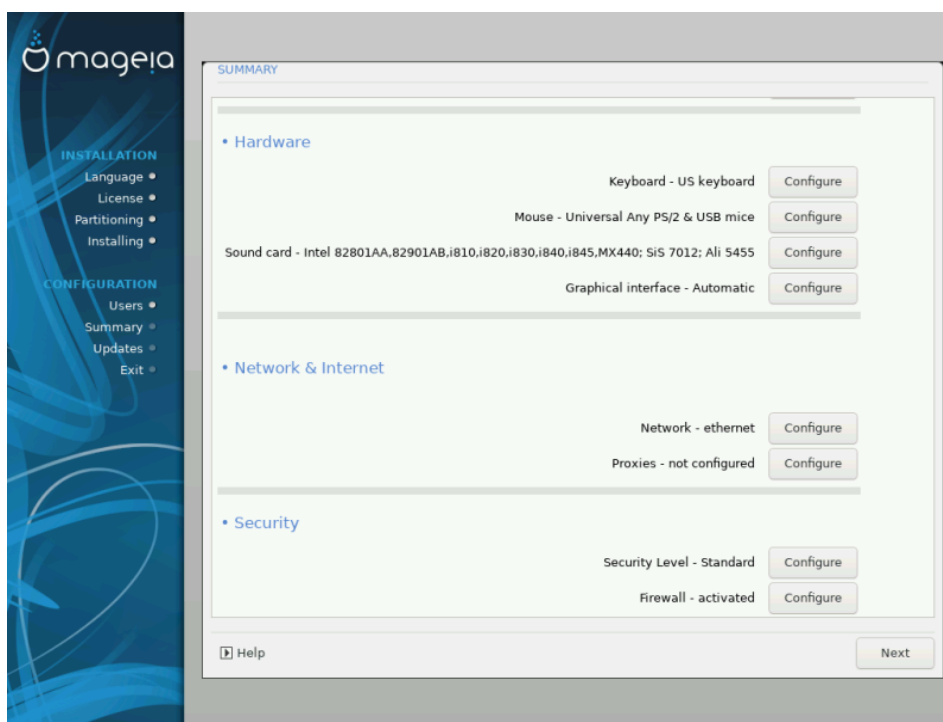 mageia
INSTALLATION
Language
License
Partitioning
Installing
CONFIGURATION
Users
Summary
Updates
Exit
SUMMARY
• Hardware
Keyboard - US keyboard Configure
Mouse - Universal Any PS/2 & USB mice Configure
Sound card - Intel 82801AA,82901AB,i810,i820,i830,i840,i845,MX440; SiS 7012; Ali 5455 Configure
Graphical interface - Automatic Configure
• Network & Internet
Network - ethernet Configure
Proxies - not configured Configure
• Security
Security Level - Standard Configure
Firewall - activated Configure
Help
Next